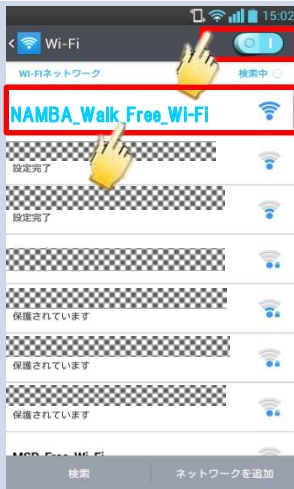 15:02
Wi-Fi
WI-FIネットワーク 検索中
NAMBA_Walk_Free_Wi-Fi
設定完了
設定完了
保護されています
保護されています
保護されています
MSB_Free_Wi-Fi
検索 ネットワークを追加